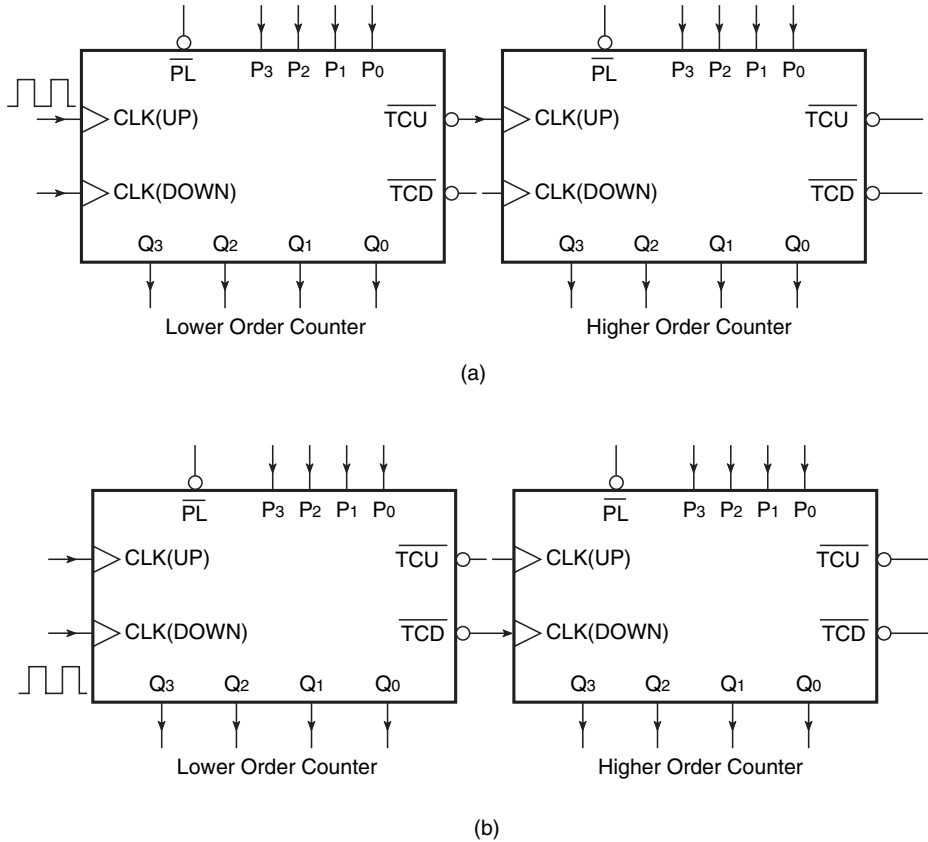 PL P3 P2 P1 P0 PL P3 P2 P1 P0
CLK(UP) TCU CLK(UP) TCU
CLK(DOWN) TCD CLK(DOWN) TCD
Q3 Q2 Q1 Q0 Q3 Q2 Q1 Q0
Lower Order Counter Higher Order Counter
(a)
PL P3 P2 P1 P0 PL P3 P2 P1 P0
CLK(UP) TCU CLK(UP) TCU
CLK(DOWN) TCD CLK(DOWN) TCD
Q3 Q2 Q1 Q0 Q3 Q2 Q1 Q0
Lower Order Counter Higher Order Counter
(b)